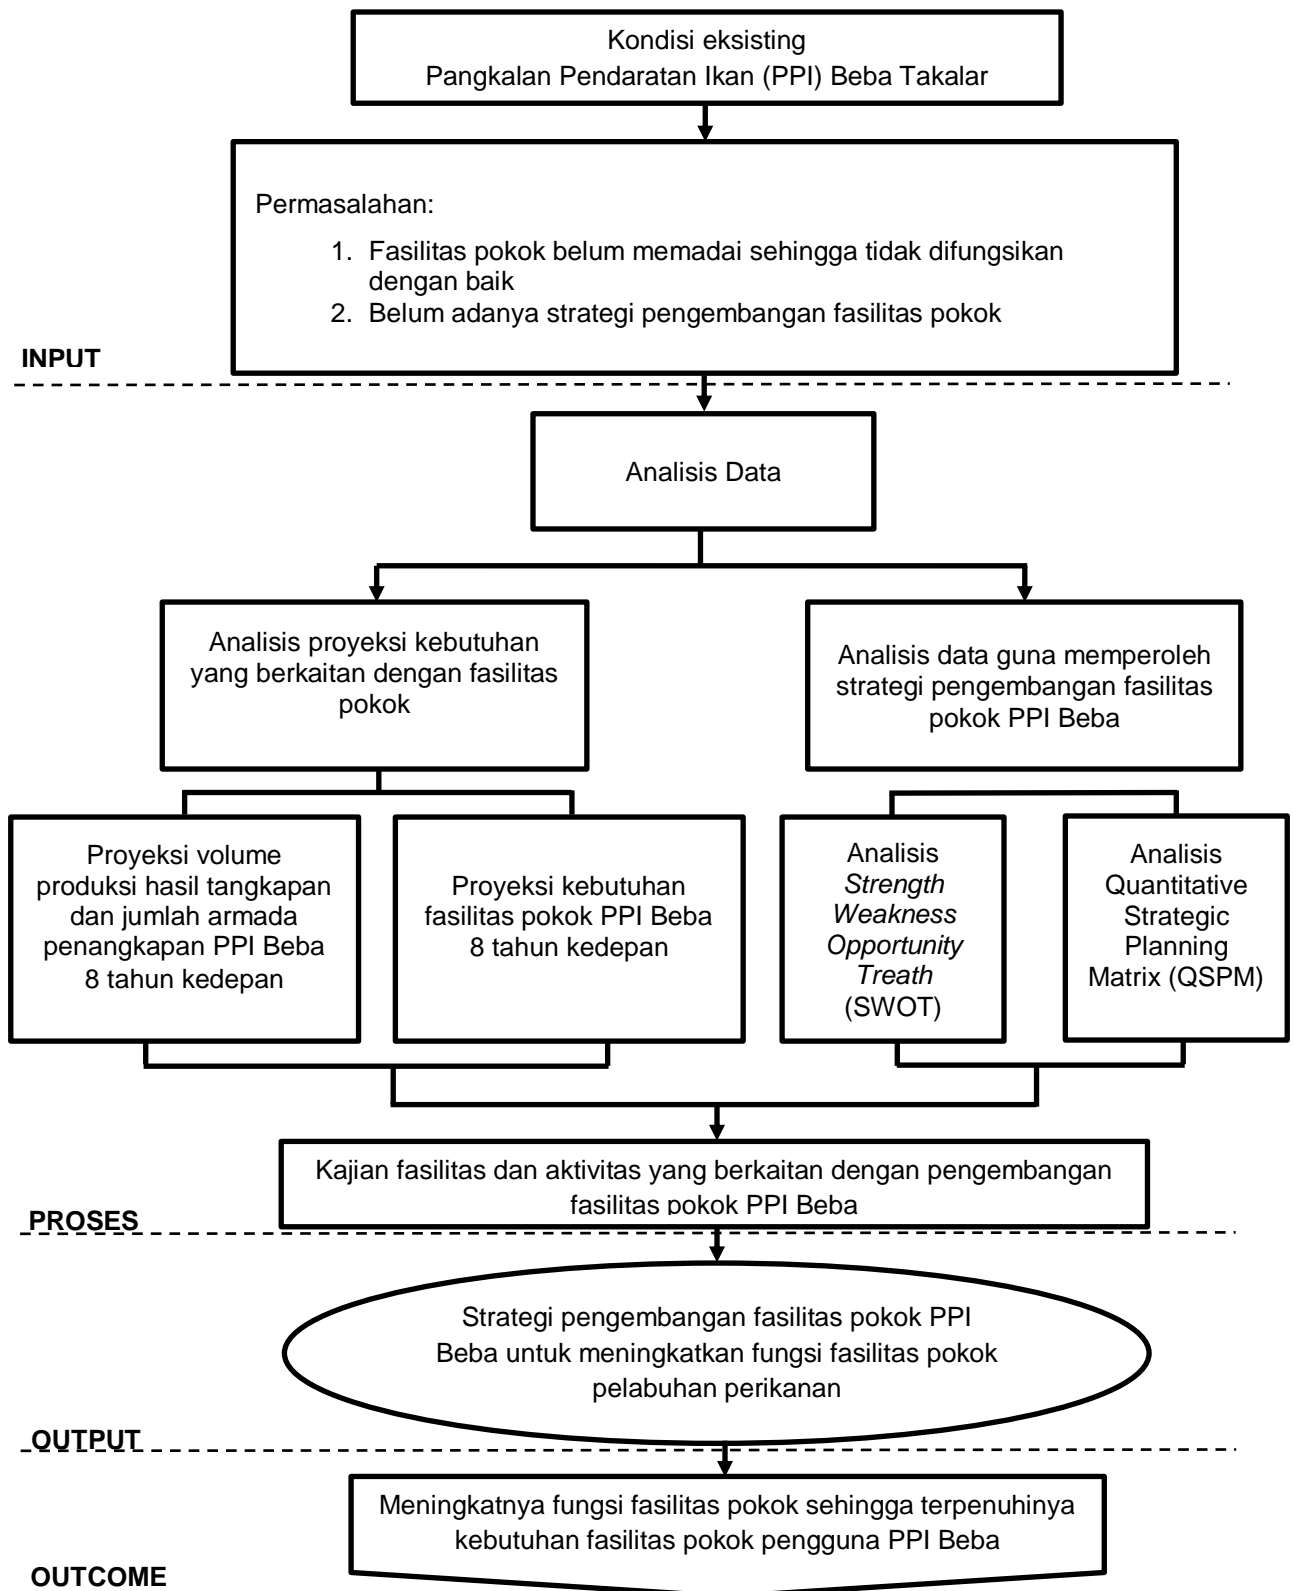 Kondisi eksisting
Pangkalan Pendaratan Ikan (PPI) Beba Takalar
Permasalahan:
1. Fasilitas pokok belum memadai sehingga tidak difungsikan
dengan baik
2. Belum adanya strategi pengembangan fasilitas pokok
INPUT
Analisis Data
Analisis proyeksi kebutuhan
yang berkaitan dengan fasilitas
pokok
Analisis data guna memperoleh
strategi pengembangan fasilitas
pokok PPI Beba
Proyeksi volume
produksi hasil tangkapan
dan jumlah armada
penangkapan PPI Beba
8 tahun kedepan
Proyeksi kebutuhan
fasilitas pokok PPI Beba
8 tahun kedepan
Analisis
Strength
Weakness
Opportunity
Treath
(SWOT)
Analisis
Quantitative
Strategic
Planning
Matrix (QSPM)
Kajian fasilitas dan aktivitas yang berkaitan dengan pengembangan
fasilitas pokok PPI Beba
PROSES
Strategi pengembangan fasilitas pokok PPI
Beba untuk meningkatkan fungsi fasilitas pokok
pelabuhan perikanan
OUTPUT
Meningkatnya fungsi fasilitas pokok sehingga terpenuhinya
kebutuhan fasilitas pokok pengguna PPI Beba
OUTCOME